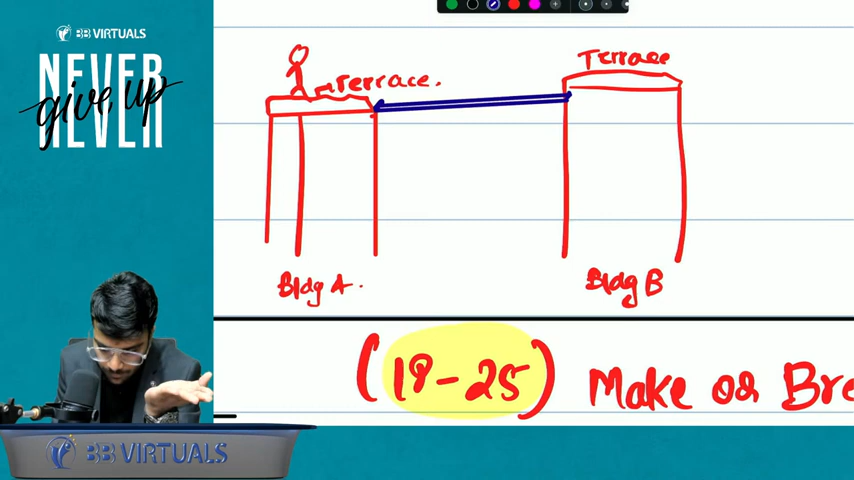 BB VIRTUALS
NEVER
give up
NEVER
Terrace.
Terrace
Bldg A.
Bldg B
(18-25) Make or Bre
BB VIRTUALS